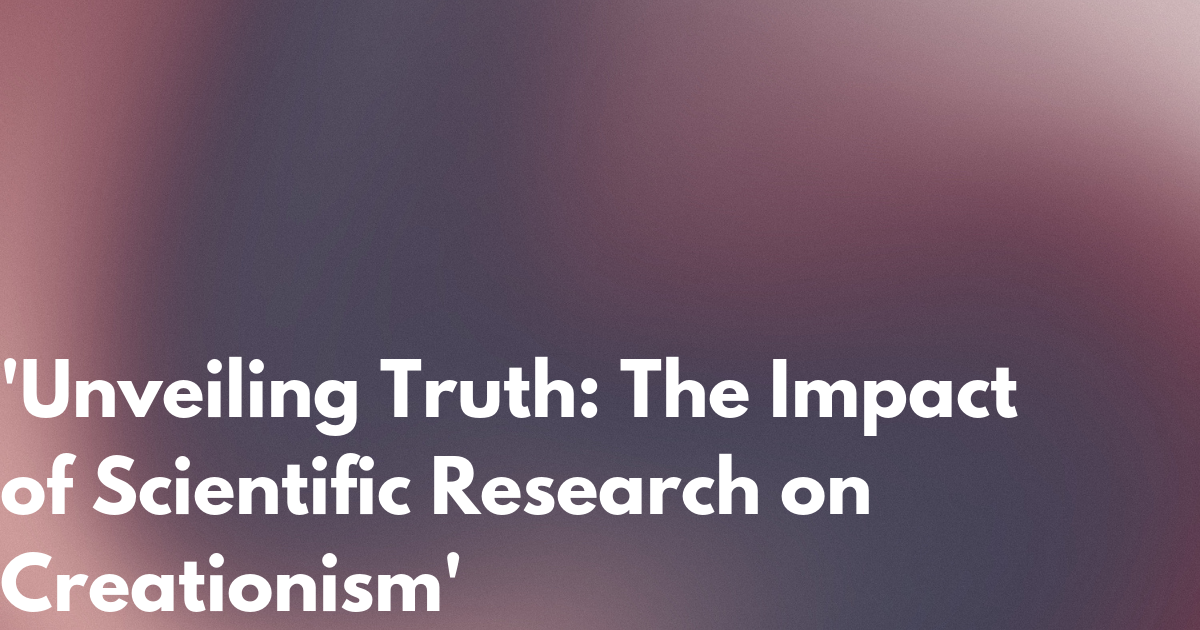 'Unveiling Truth: The Impact
of Scientific Research on
Creationism'